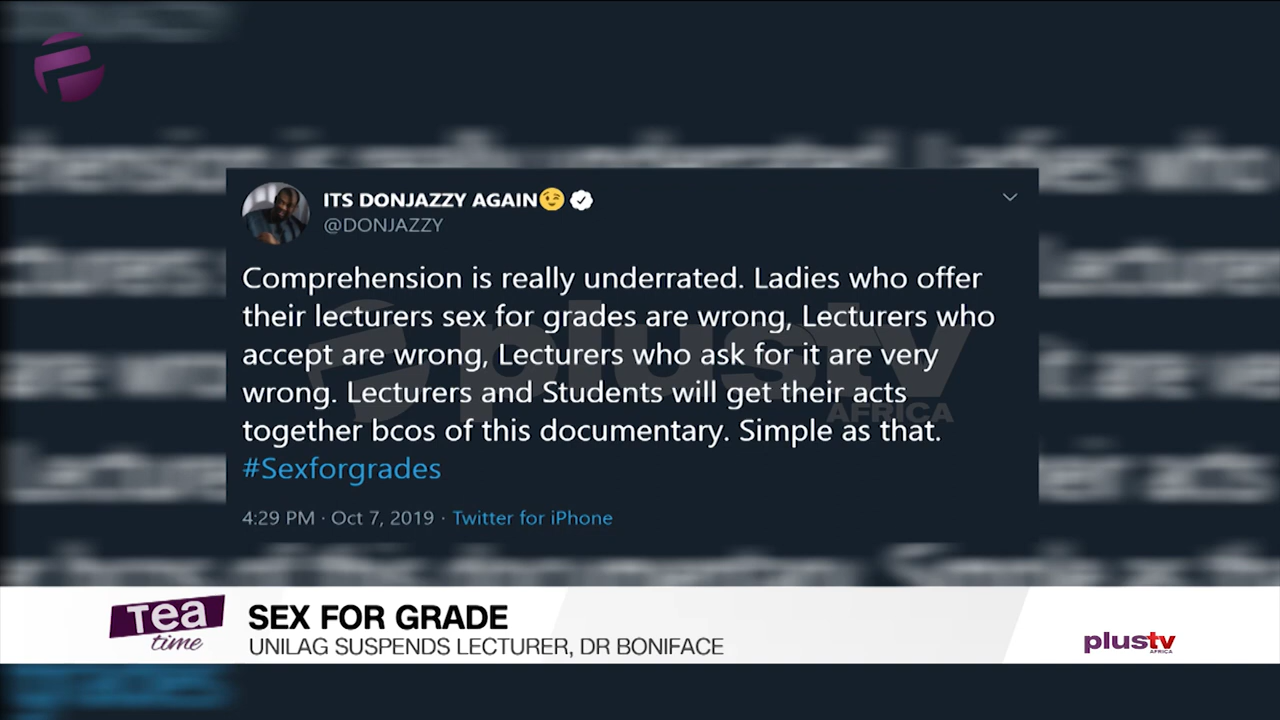 ITS DONJAZZY AGAIN😉
@DONJAZZY
Comprehension is really underrated. Ladies who offer
their lecturers sex for grades are wrong, Lecturers who
accept are wrong, Lecturers who ask for it are very
wrong. Lecturers and Students will get their acts
together bcos of this documentary. Simple as that.
#Sexforgrades
4:29 PM · Oct 7, 2019 · Twitter for iPhone
plustv
AFRICA
Tea
time
SEX FOR GRADE
UNILAG SUSPENDS LECTURER, DR BONIFACE
plustv
AFRICA